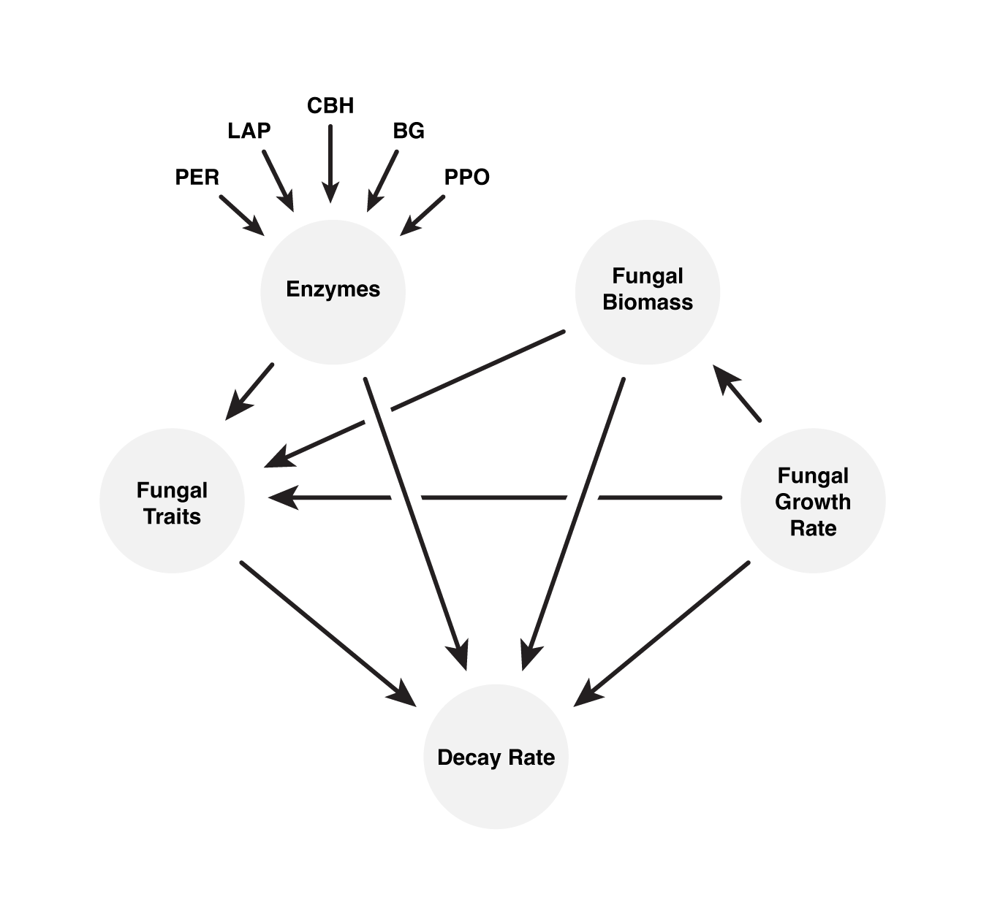 CBH
LAP
BG
PER
PPO
Enzymes
Fungal
Biomass
Fungal
Traits
Fungal
Growth
Rate
Decay Rate